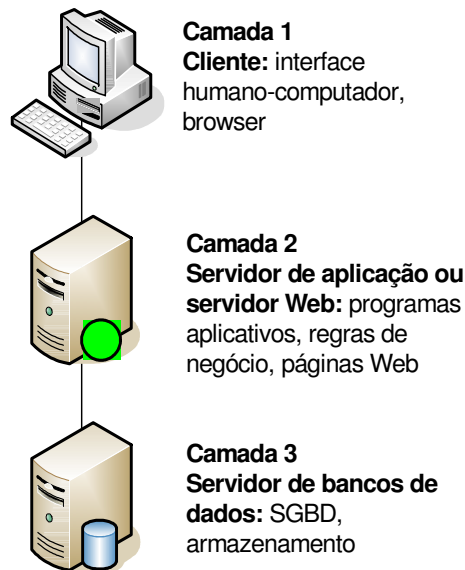 Camada 1
Cliente: interface
humano-computador,
browser
Camada 2
Servidor de aplicação ou
servidor Web: programas
aplicativos, regras de
negócio, páginas Web
Camada 3
Servidor de bancos de
dados: SGBD,
armazenamento